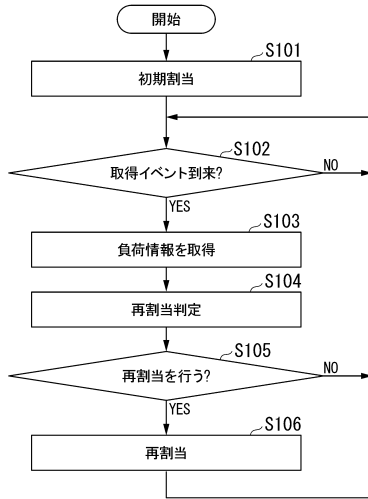 開始
S101
初期割当
S102
取得イベント到来?
NO
YES
S103
負荷情報を取得
S104
再割当判定
S105
再割当を行う?
NO
YES
S106
再割当